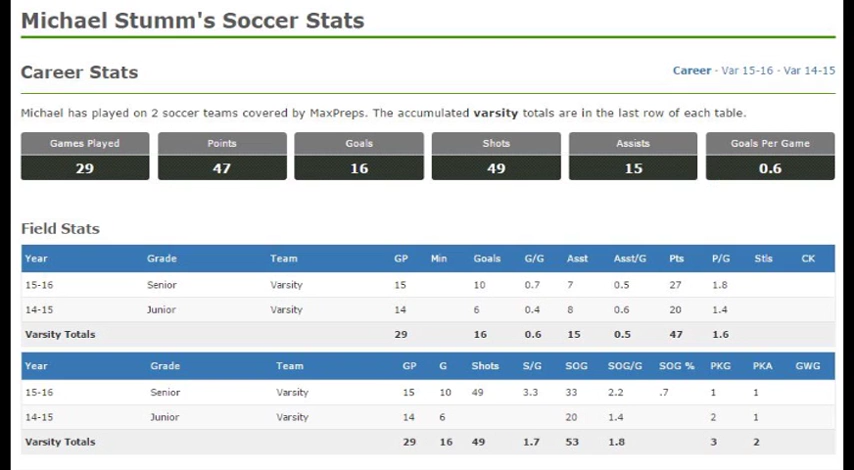 Michael Stumm's Soccer Stats
Career Stats
Career - Var 15-16 - Var 14-15
Michael has played on 2 soccer teams covered by MaxPreps. The accumulated varsity totals are in the last row of each table.
Games Played Points Goals Shots Assists Goals Per Game
29 47 16 49 15 0.6
Field Stats
Year Grade Team GP Min Goals G/G Asst Asst/G Pts P/G Stls CK
15-16 Senior Varsity 15 10 0.7 7 0.5 27 1.8
14-15 Junior Varsity 14 6 0.4 8 0.6 20 1.4
Varsity Totals 29 16 0.6 15 0.5 47 1.6
Year Grade Team GP G Shots S/G SOG SOG/G SOG % PKG PKA GWG
15-16 Senior Varsity 15 10 49 3.3 33 2.2 .7 1 1
14-15 Junior Varsity 14 6 20 1.4 2 1
Varsity Totals 29 16 49 1.7 53 1.8 3 2